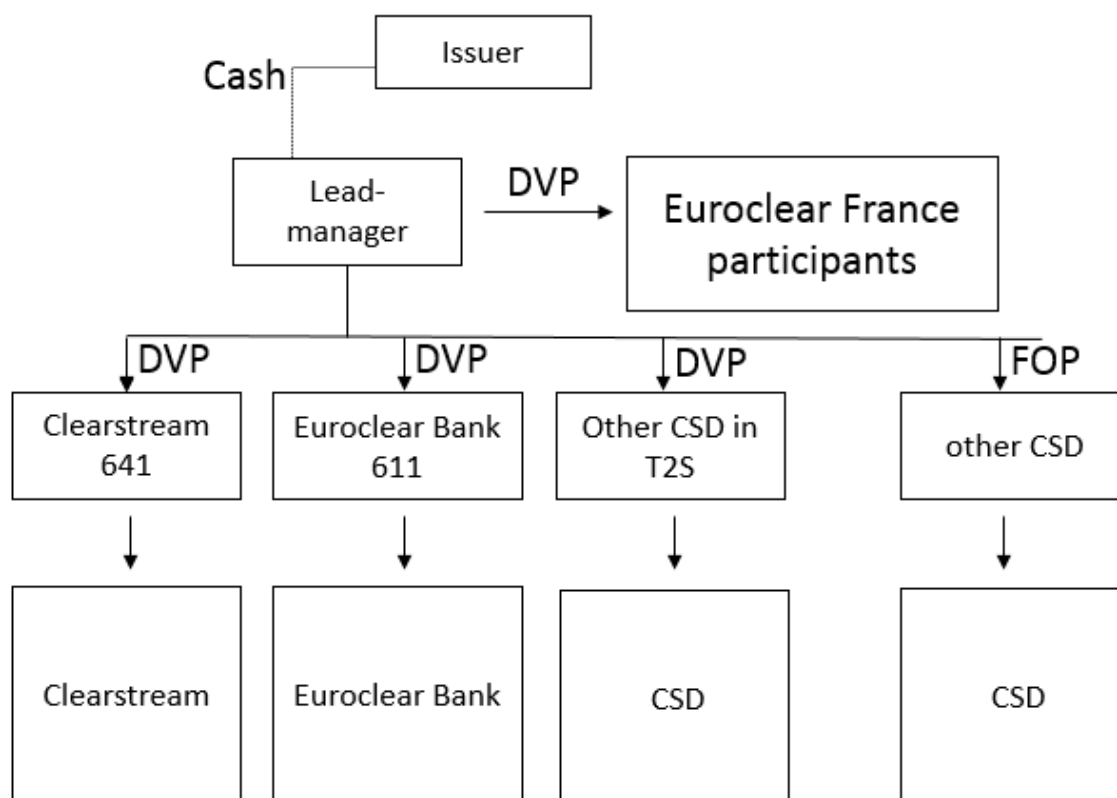 Issuer
Cash
Lead-
manager
DVP
Euroclear France
participants
DVP
DVP
DVP
FOP
Clearstream
641
Euroclear Bank
611
Other CSD in
T2S
other CSD
Clearstream
Euroclear Bank
CSD
CSD